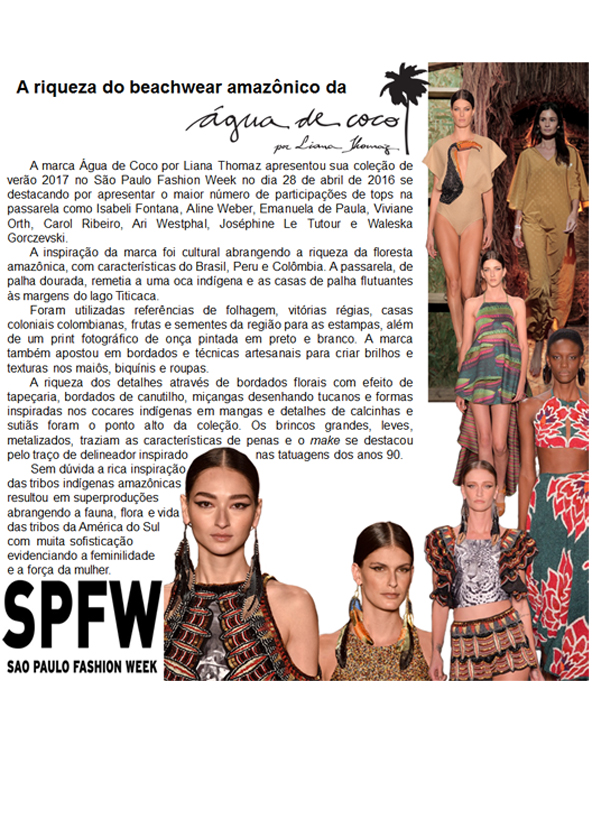 A riqueza do beachwear amazônico da
água de coco
por Liana Thomaz
A marca Água de Coco por Liana Thomaz apresentou sua coleção de
verão 2017 no São Paulo Fashion Week no dia 28 de abril de 2016 se
destacando por apresentar o maior número de participações de tops na
passarela como Isabeli Fontana, Aline Weber, Emanuela de Paula, Viviane
Orth, Carol Ribeiro, Ari Westphal, Joséphine Le Tutour e Waleska
Gorczevski.
A inspiração da marca foi cultural abrangendo a riqueza da floresta
amazônica, com características do Brasil, Peru e Colômbia. A passarela, de
palha dourada, remetia a uma oca indígena e as casas de palha flutuantes
às margens do lago Titicaca.
Foram utilizadas referências de folhagem, vitórias régias, casas
coloniais colombianas, frutas e sementes da região para as estampas, além
de um print fotográfico de onça pintada em preto e branco. A marca
também apostou em bordados e técnicas artesanais para criar brilhos e
texturas nos maiôs, biquínis e roupas.
A riqueza dos detalhes através de bordados florais com efeito de
tapeçaria, bordados de canutilho, miçangas desenhando tucanos e formas
inspiradas nos cocares indígenas em mangas e detalhes de calcinhas e
sutiãs foram o ponto alto da coleção. Os brincos grandes, leves,
metalizados, traziam as características de penas e o make se destacou
pelo traço de delineador inspirado nas tatuagens dos anos 90.
Sem dúvida a rica inspiração
das tribos indígenas amazônicas
resultou em superproduções
abrangendo a fauna, flora e vida
das tribos da América do Sul
com muita sofisticação
evidenciando a feminilidade
e a força da mulher.
SPFW
SAO PAULO FASHION WEEK